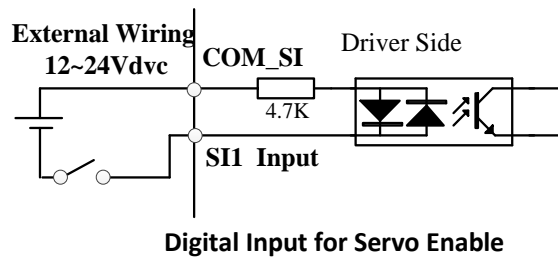 External Wiring
12~24Vdvc
COM_SI
Driver Side
4.7K
SI1 Input
Digital Input for Servo Enable